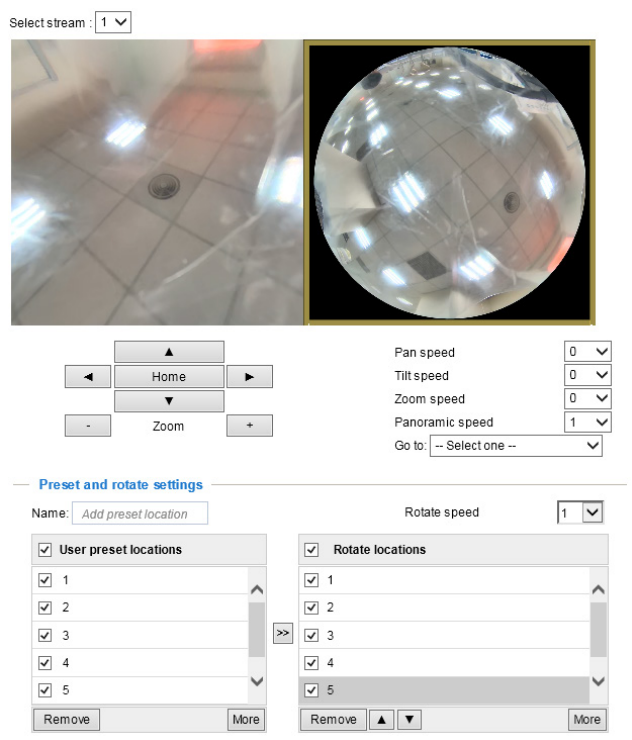 Select stream : 1
▲
◄ Home ►
▼
- Zoom +
Pan speed 0
Tilt speed 0
Zoom speed 0
Panoramic speed 1
Go to: -- Select one --
Preset and rotate settings
Name: Add preset location
Rotate speed 1
User preset locations
1
2
3
4
5
Remove More
>>
Rotate locations
1
2
3
4
5
Remove ▲ ▼ More